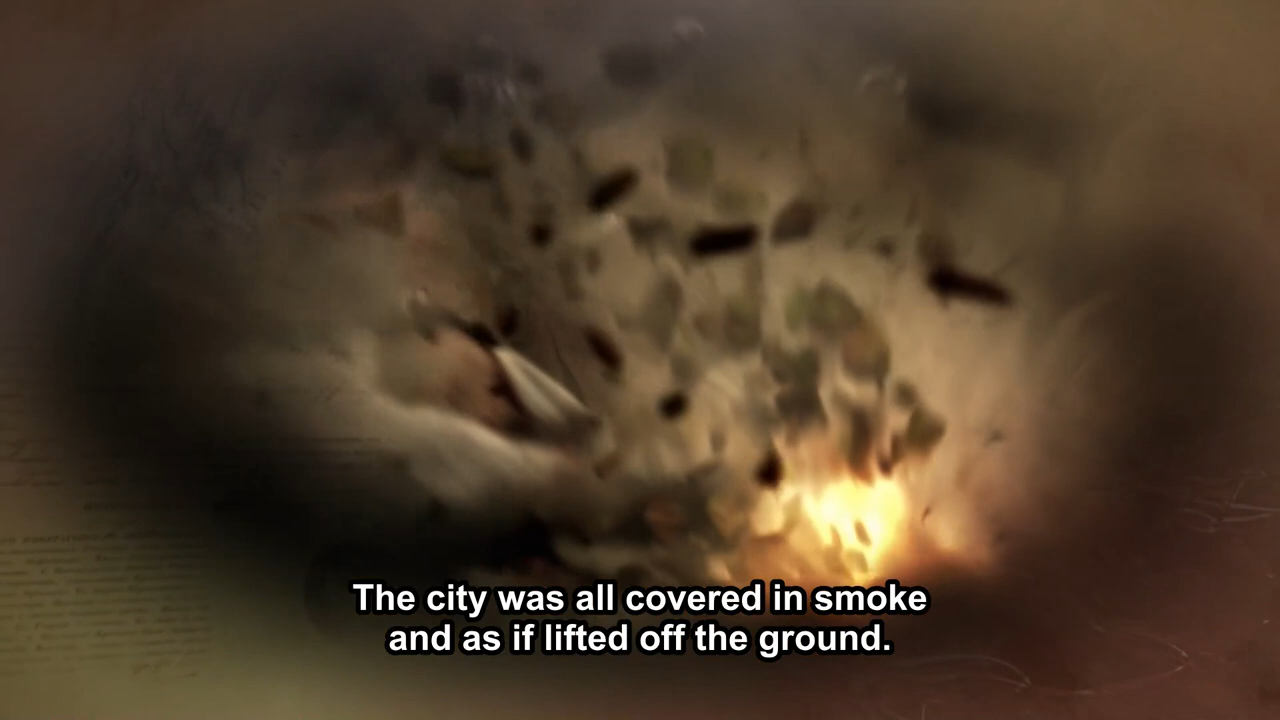 The city was all covered in smoke
and as if lifted off the ground.